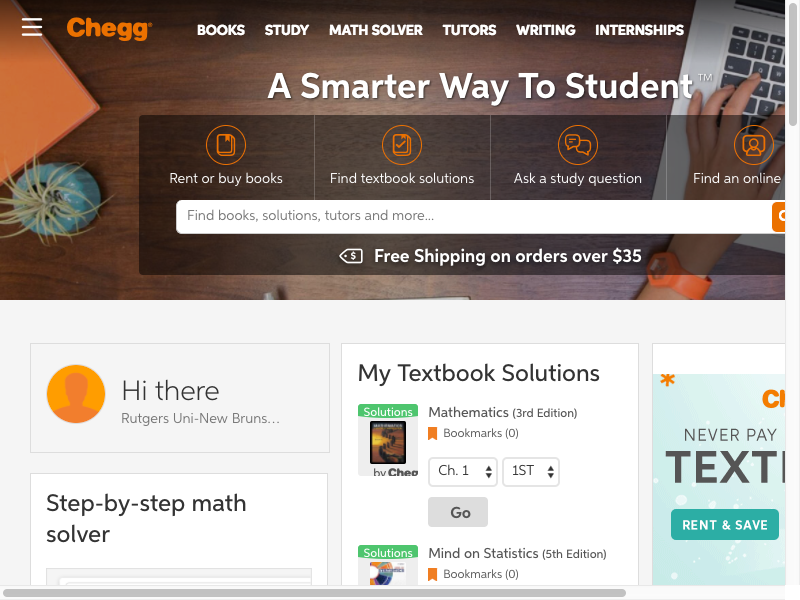 Chegg
BOOKS STUDY MATH SOLVER TUTORS WRITING INTERNSHIPS
A Smarter Way To Student™
Rent or buy books
Find textbook solutions
Ask a study question
Find an online
Find books, solutions, tutors and more...
Free Shipping on orders over $35
Hi there
Rutgers Uni-New Bruns...
Step-by-step math
solver
My Textbook Solutions
Solutions
by Chegg
Mathematics (3rd Edition)
Bookmarks (0)
Ch. 1
1ST
Go
Solutions
Mind on Statistics (5th Edition)
Bookmarks (0)
NEVER PAY
RENT & SAVE